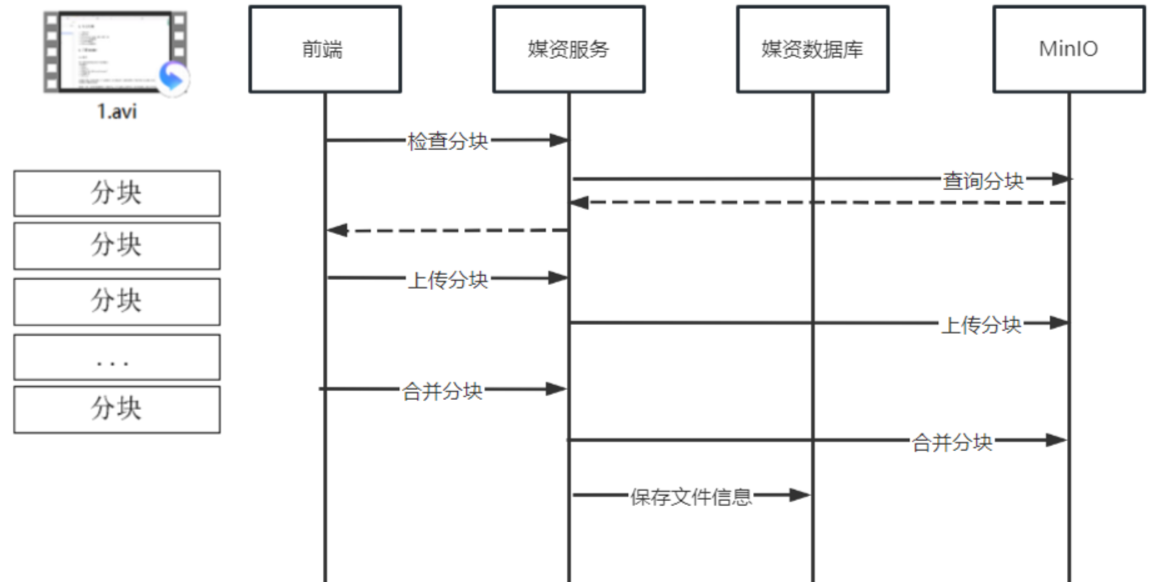 1.avi
分块
分块
分块
...
分块
前端
媒资服务
媒资数据库
MinIO
检查分块
查询分块
上传分块
上传分块
合并分块
合并分块
保存文件信息